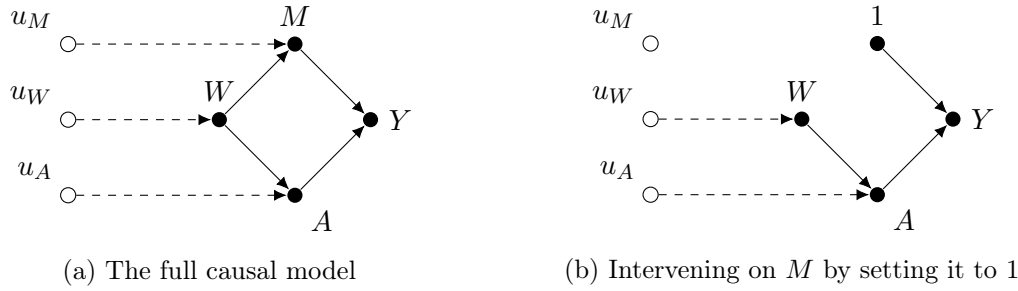 u_M
M
u_W
W
Y
u_A
A
(a) The full causal model
u_M
1
u_W
W
Y
u_A
A
(b) Intervening on M by setting it to 1